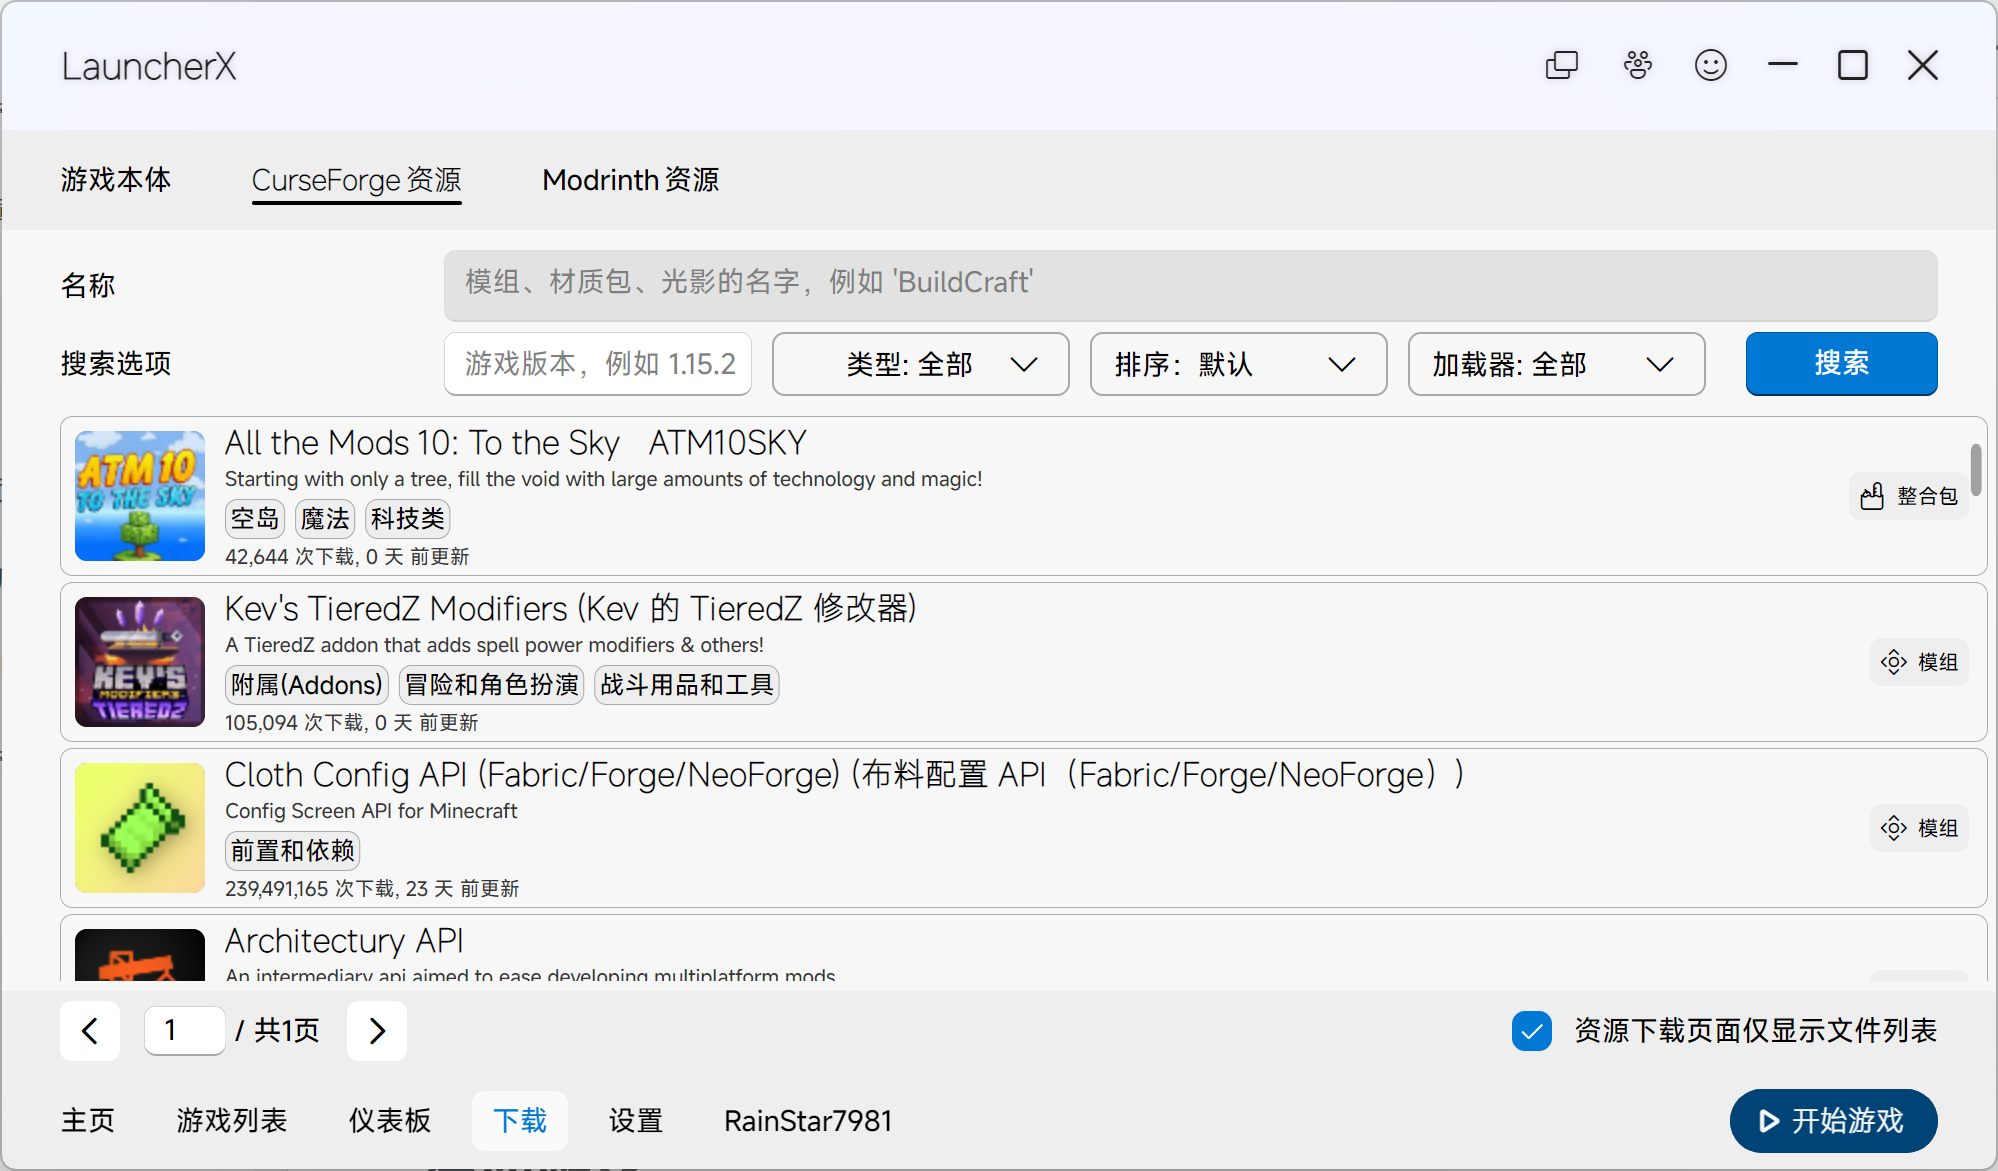 LauncherX
游戏本体 CurseForge 资源 Modrinth 资源
名称 模组、材质包、光影的名字，例如 'BuildCraft'
搜索选项 游戏版本，例如 1.15.2 类型: 全部 排序：默认 加载器: 全部 搜索
ATM 10
TO THE SKY
All the Mods 10: To the Sky ATM10SKY
Starting with only a tree, fill the void with large amounts of technology and magic!
空岛 魔法 科技类
42,644 次下载, 0 天 前更新
整合包
KEV'S
MODIFIERS
TIEREDZ
Kev's TieredZ Modifiers (Kev 的 TieredZ 修改器)
A TieredZ addon that adds spell power modifiers & others!
附属(Addons) 冒险和角色扮演 战斗用品和工具
105,094 次下载, 0 天 前更新
模组
Cloth Config API (Fabric/Forge/NeoForge) (布料配置 API（Fabric/Forge/NeoForge）)
Config Screen API for Minecraft
前置和依赖
239,491,165 次下载, 23 天 前更新
模组
Architectury API
An intermediary api aimed to ease developing multiplatform mods.
1 / 共1页 资源下载页面仅显示文件列表
主页 游戏列表 仪表板 下载 设置 RainStar7981 开始游戏